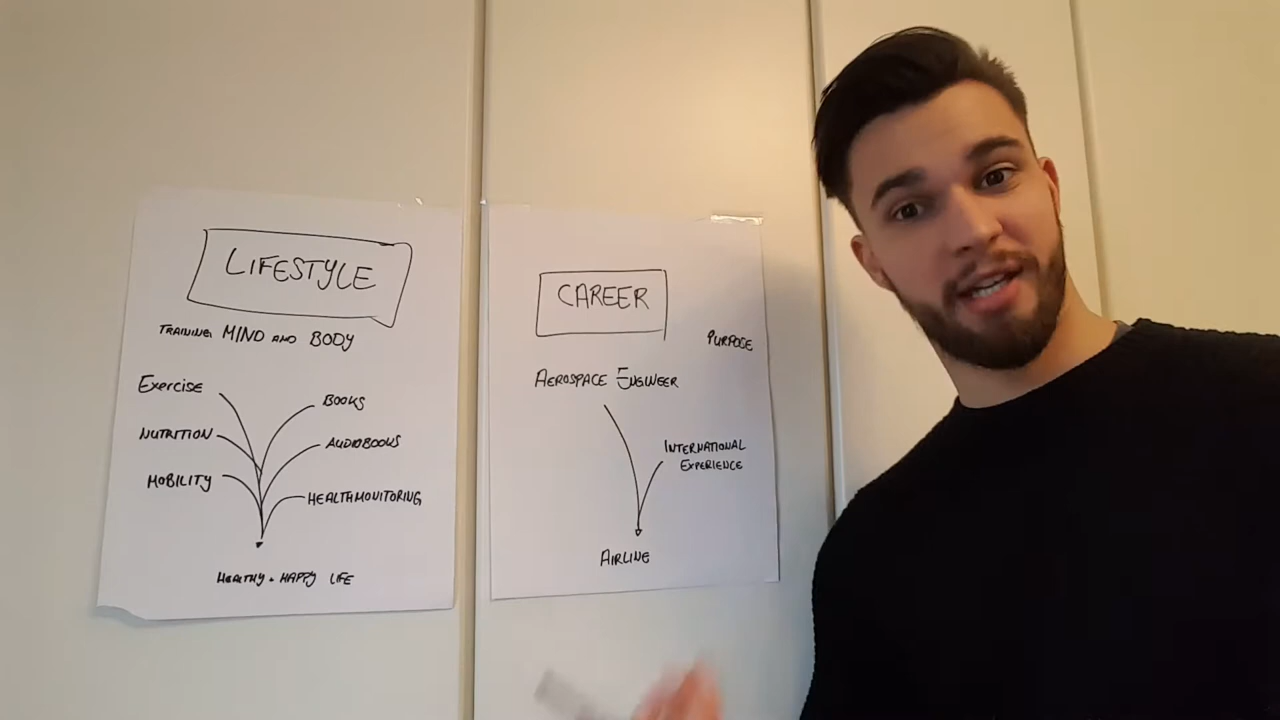 LIFESTYLE
TRAINING MIND AND BODY
Exercise
BOOKS
NUTRITION
AUDIOBOOKS
MOBILITY
HEALTHMONITORING
HEALTHY + HAPPY LIFE
CAREER
PURPOSE
AEROSPACE ENGINEER
INTERNATIONAL
EXPERIENCE
AIRLINE